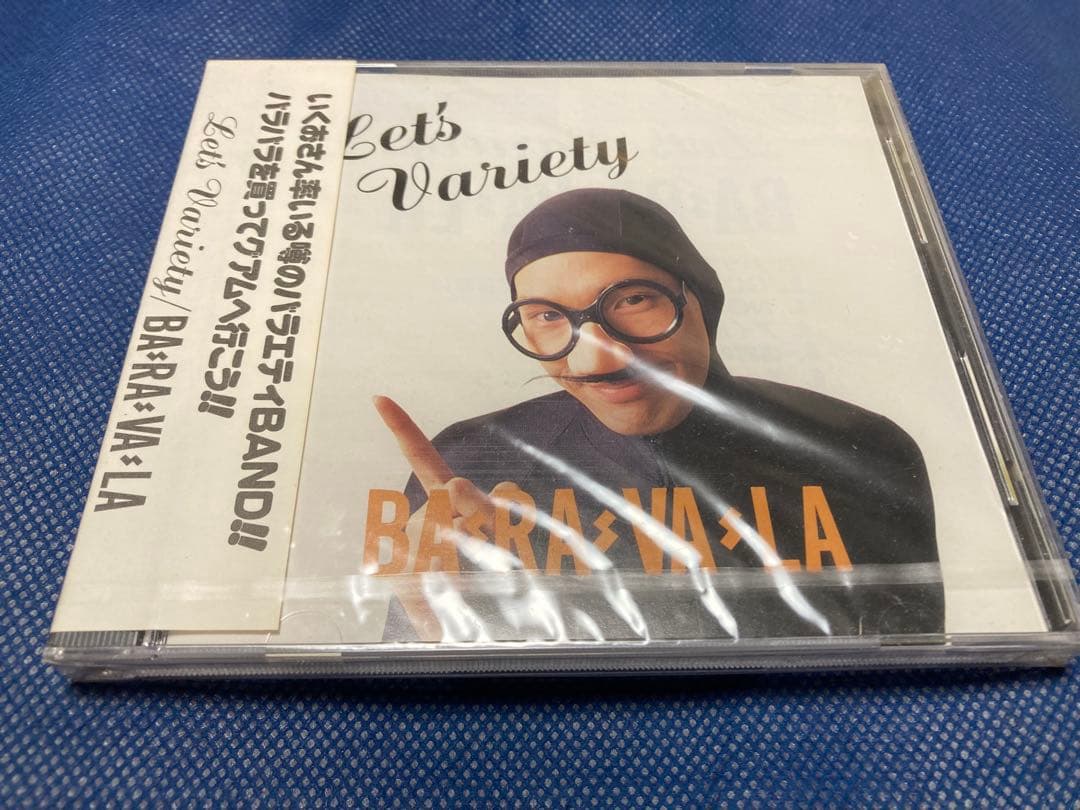 いくおさん率いる噂のバラエティBAND!!
バラバラを買ってグアムへ行こう!!
Let's Variety/BA·RA·VA·LA
Let's
Variety
BA·RA·VA·LA